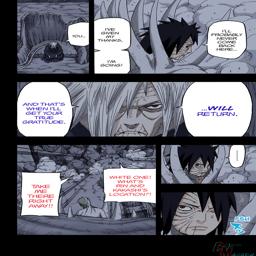 I'LL
PROBABLY
NEVER
COME
BACK
HERE...
I'VE
GIVEN MY
THANKS.
I'M
GOING!
YOU...
...WILL
RETURN.
AND THAT'S
WHEN I'LL GET
YOUR TRUE
GRATITUDE.
WHITE ONE!
WHAT'S
RIN AND
KAKASHI'S
LOCATION?!
TAKE
ME THERE
RIGHT
AWAY!!